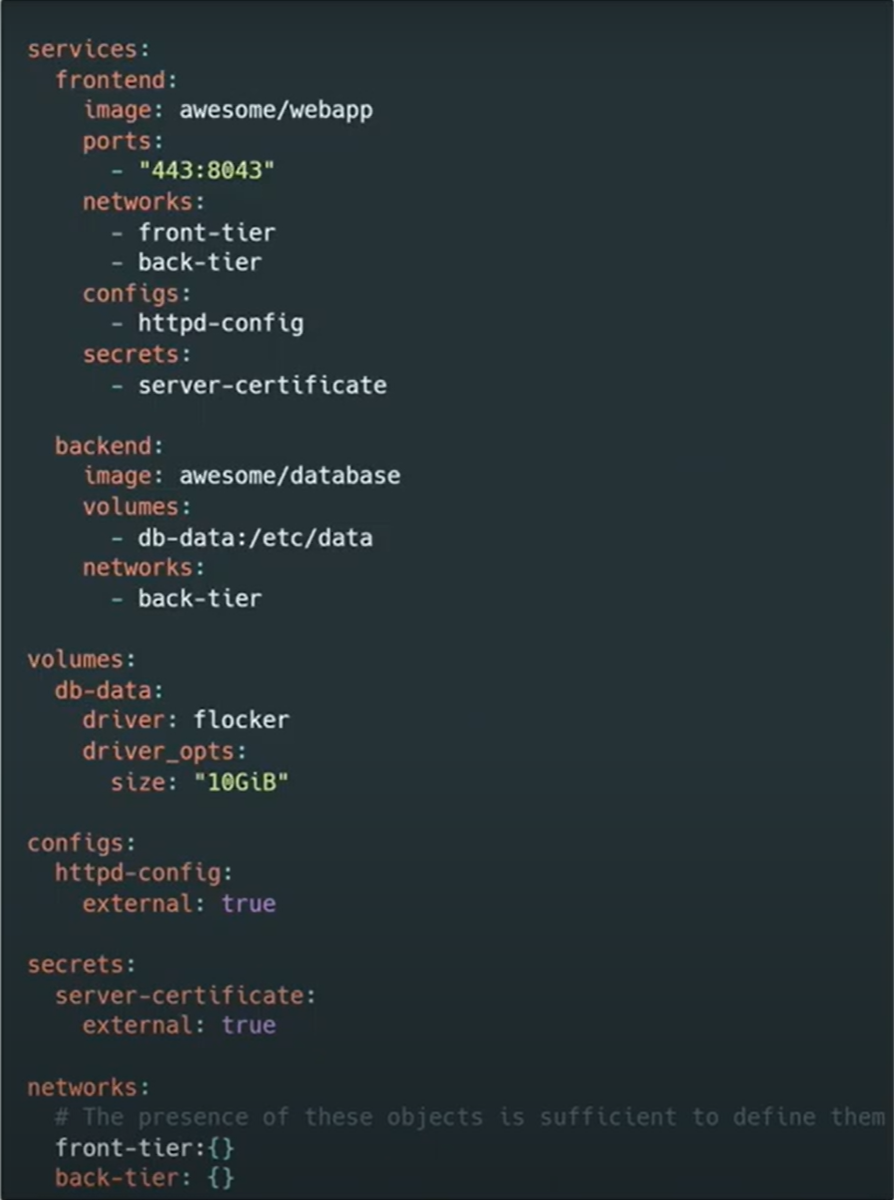 services:
  frontend:
    image: awesome/webapp
    ports:
      - "443:8043"
    networks:
      - front-tier
      - back-tier
    configs:
      - httpd-config
    secrets:
      - server-certificate

  backend:
    image: awesome/database
    volumes:
      - db-data:/etc/data
    networks:
      - back-tier

volumes:
  db-data:
    driver: flocker
    driver_opts:
      size: "10GiB"

configs:
  httpd-config:
    external: true

secrets:
  server-certificate:
    external: true

networks:
  # The presence of these objects is sufficient to define them
  front-tier:{}
  back-tier: {}